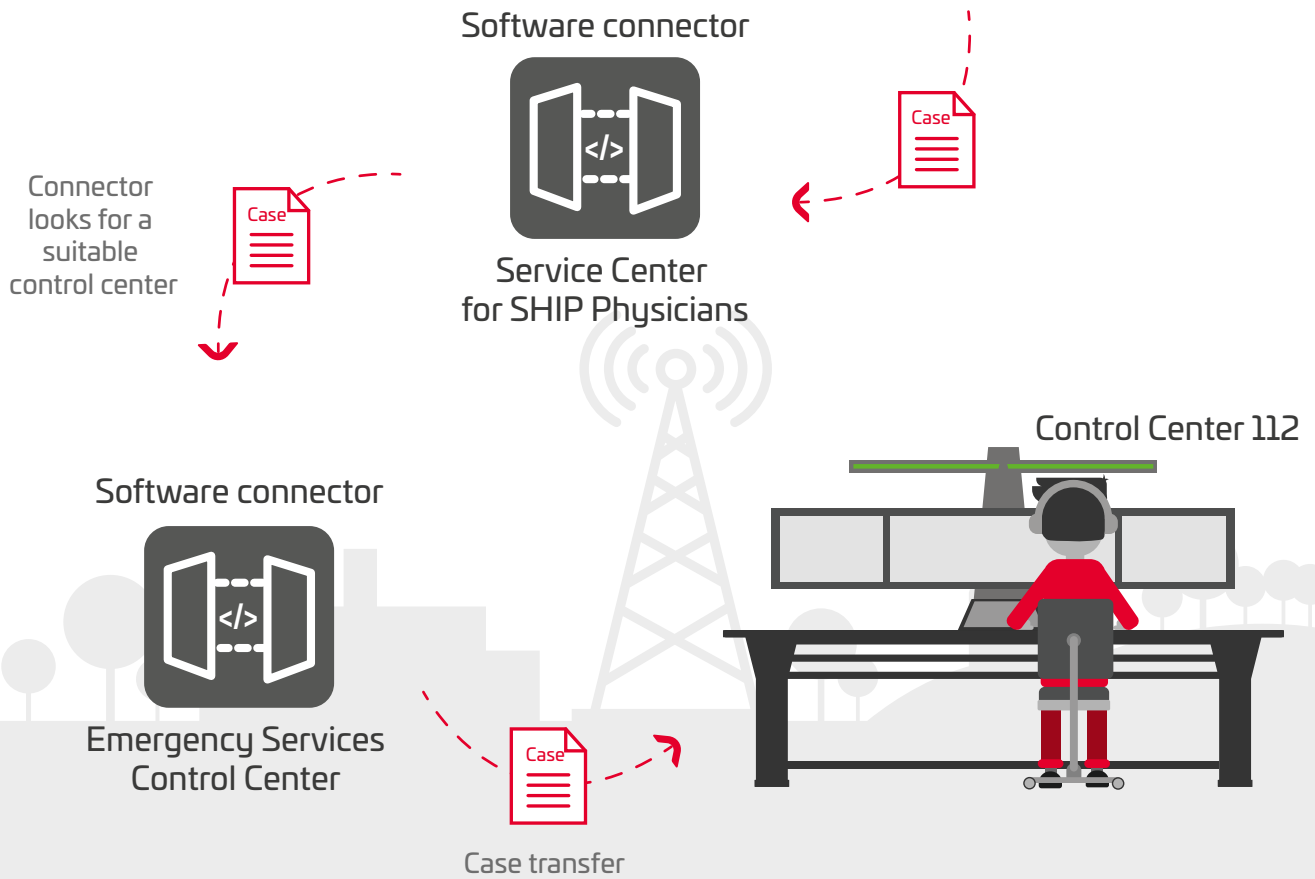 Software connector
Case
</>
Connector
looks for a
suitable
control center
Case
Service Center
for SHIP Physicians
Control Center 112
Software connector
</>
Emergency Services
Control Center
Case
Case transfer